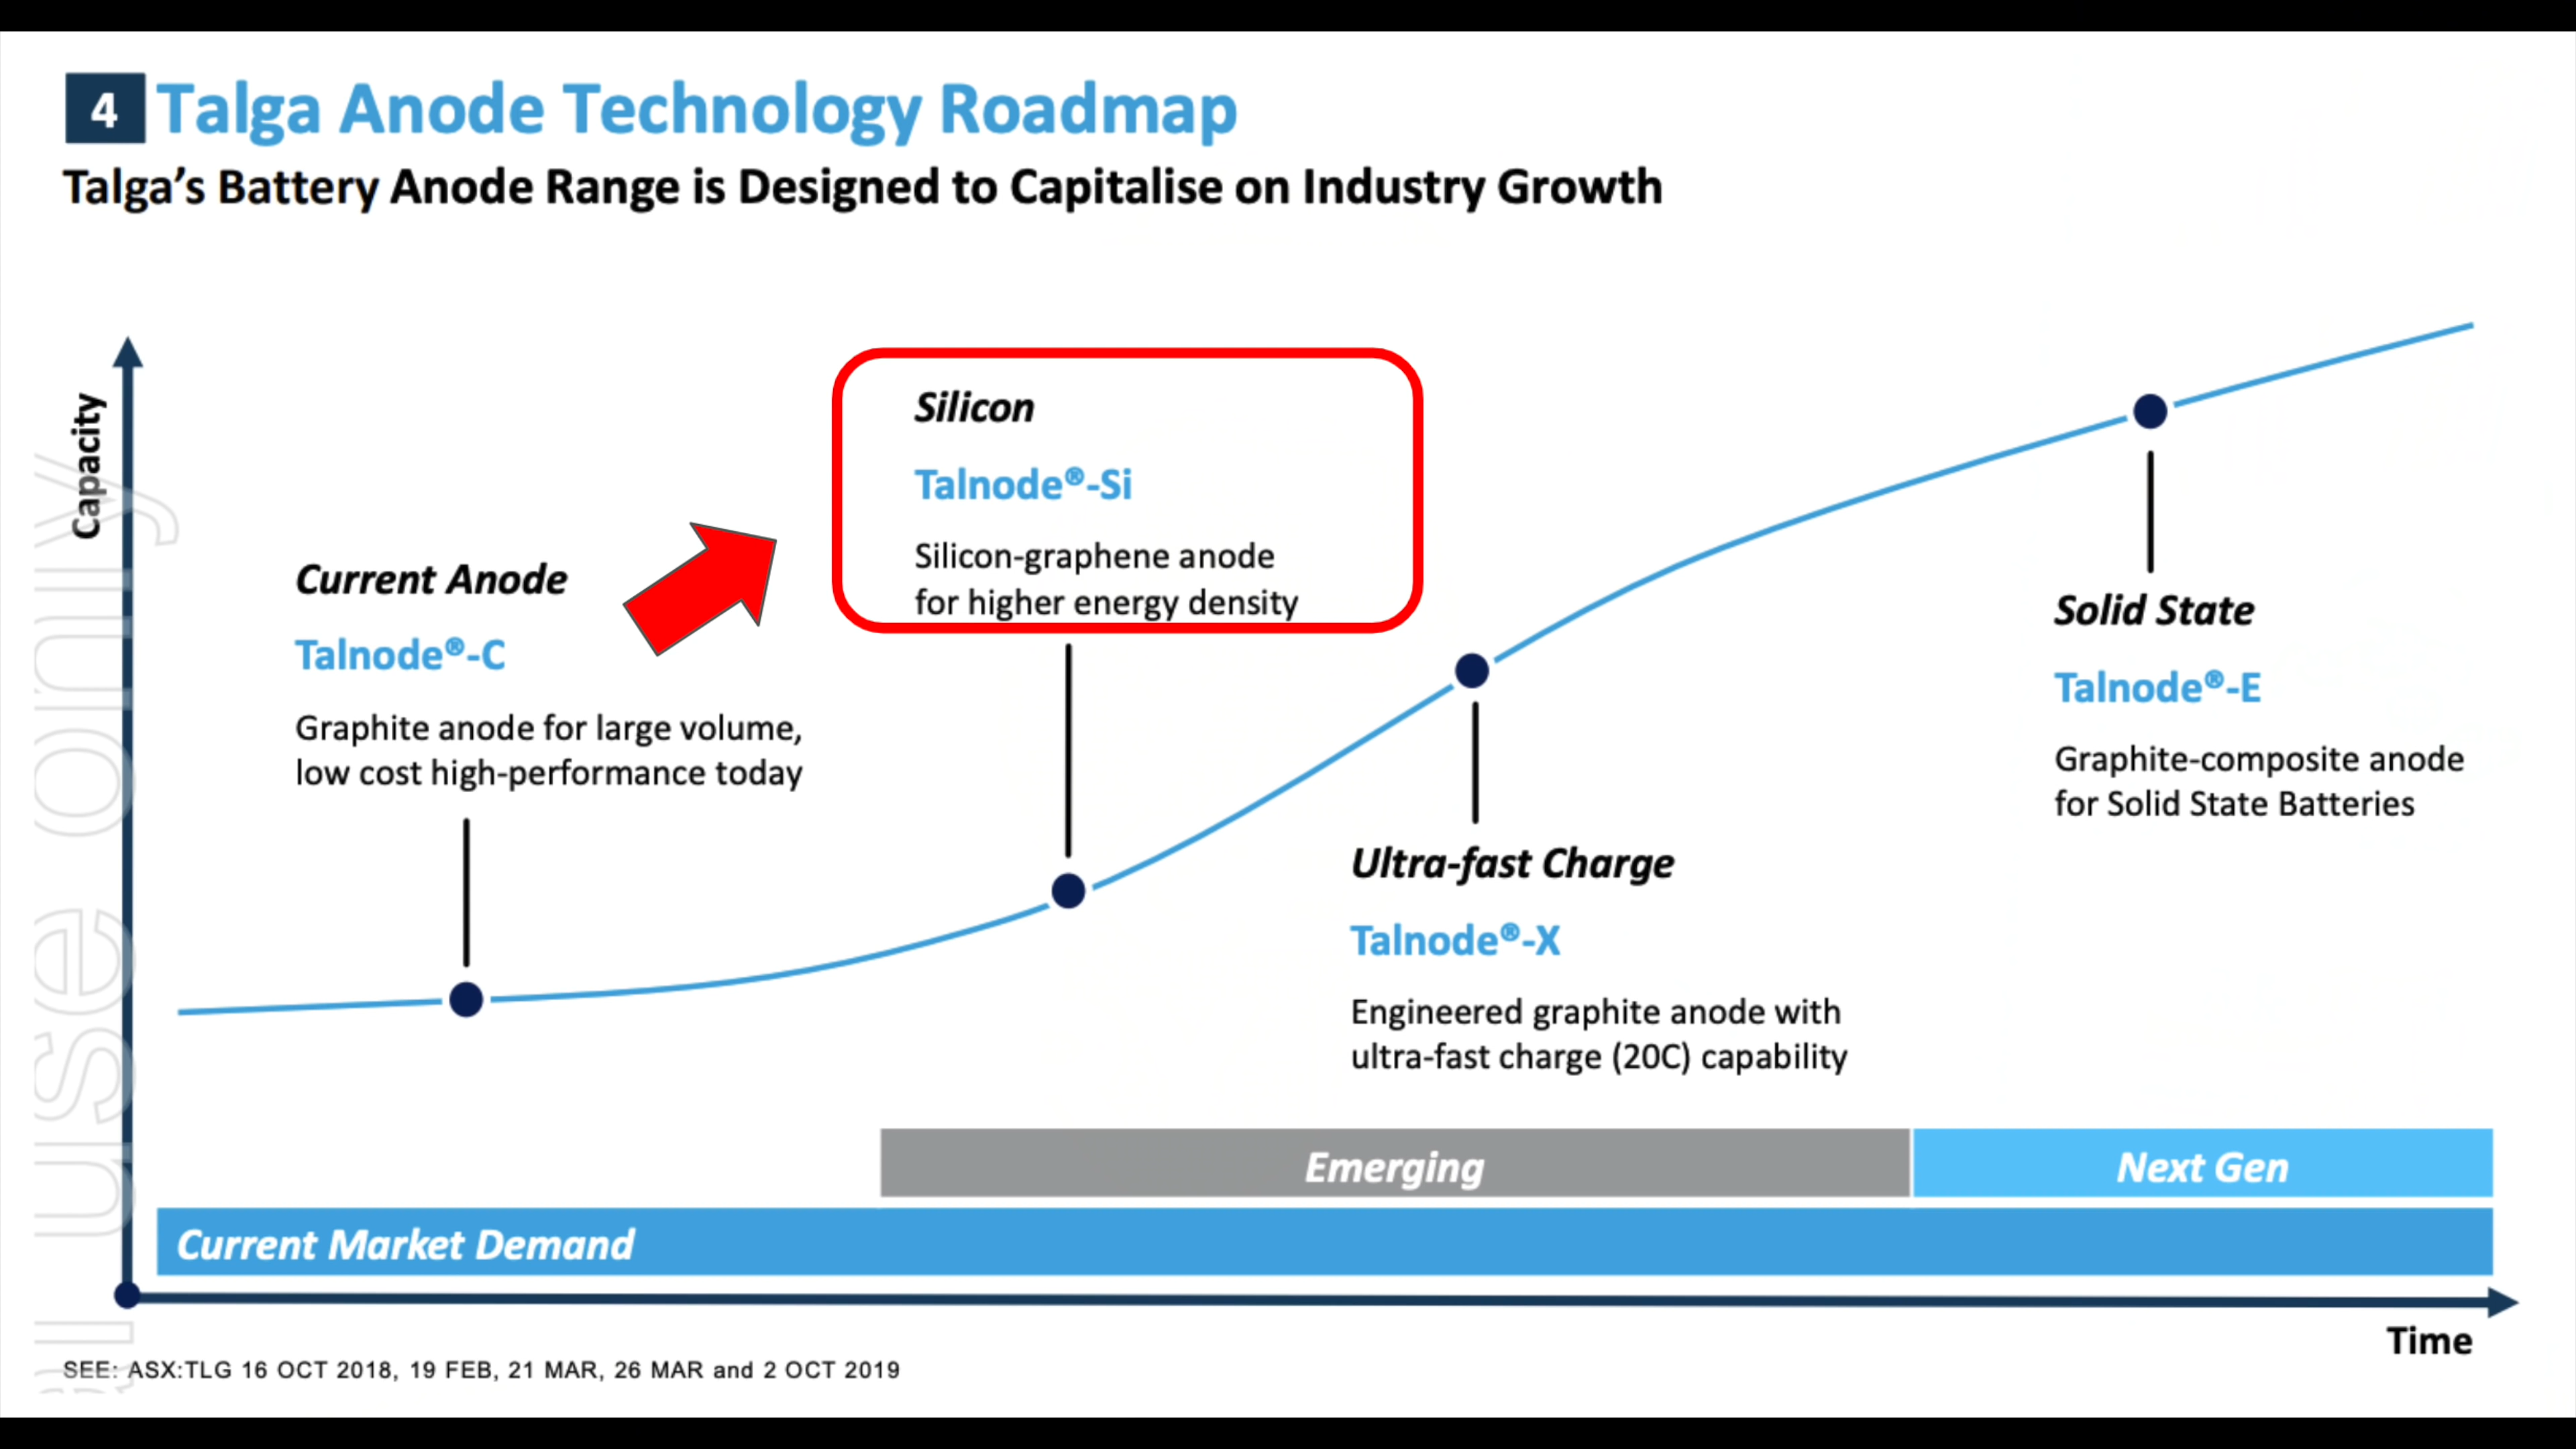 4 Talga Anode Technology Roadmap
Talga's Battery Anode Range is Designed to Capitalise on Industry Growth
Capacity
Current Anode
Talnode®-C
Graphite anode for large volume,
low cost high-performance today
Silicon
Talnode®-Si
Silicon-graphene anode
for higher energy density
Ultra-fast Charge
Talnode®-X
Engineered graphite anode with
ultra-fast charge (20C) capability
Solid State
Talnode®-E
Graphite-composite anode
for Solid State Batteries
Emerging
Next Gen
Current Market Demand
Time
SEE: ASX:TLG 16 OCT 2018, 19 FEB, 21 MAR, 26 MAR and 2 OCT 2019
use only